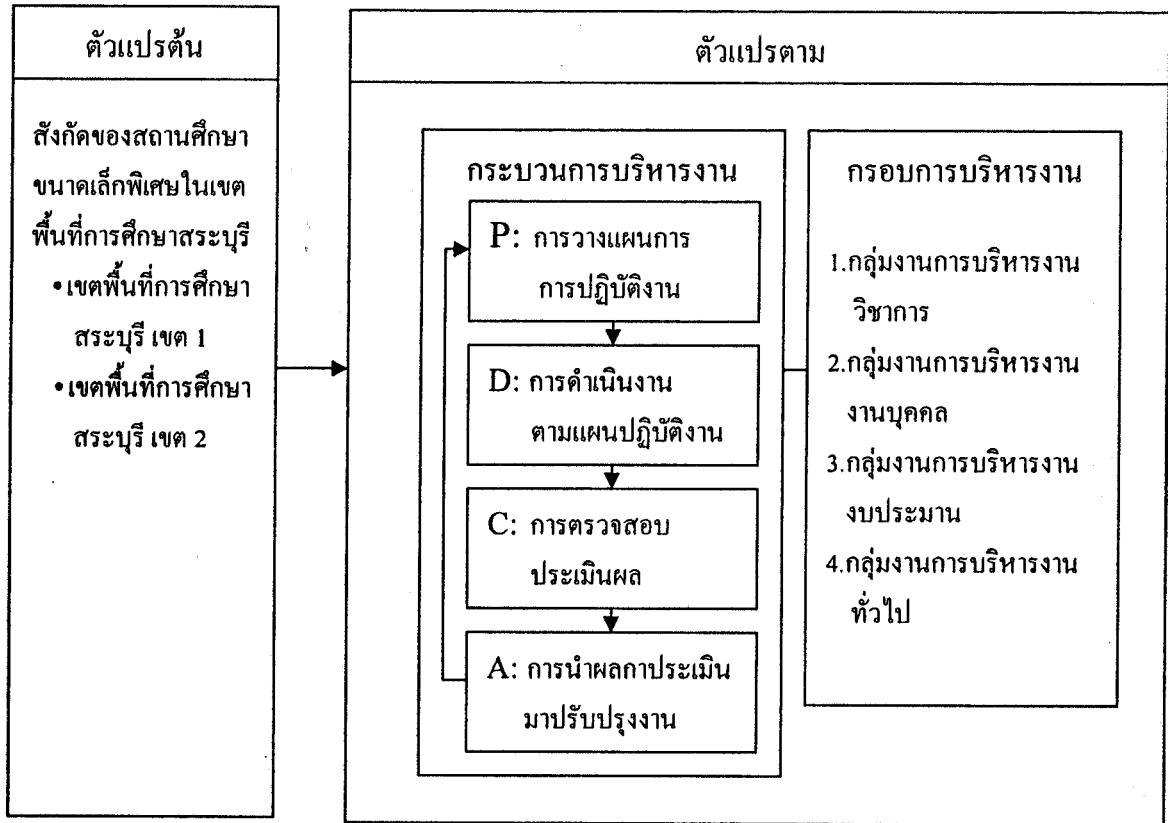 ตัวแปรต้น
สังกัดของสถานศึกษา
ขนาดเล็กพิเศษในเขต
พื้นที่การศึกษาสระบุรี
•เขตพื้นที่การศึกษา
สระบุรี เขต 1
•เขตพื้นที่การศึกษา
สระบุรี เขต 2
ตัวแปรตาม
กระบวนการบริหารงาน
P: การวางแผนการ
การปฏิบัติงาน
D: การดำเนินงาน
ตามแผนปฏิบัติงาน
C: การตรวจสอบ
ประเมินผล
A: การนำผลกาประเมิน
มาปรับปรุงงาน
กรอบการบริหารงาน
1.กลุ่มงานการบริหารงาน
วิชาการ
2.กลุ่มงานการบริหารงาน
งานบุคคล
3.กลุ่มงานการบริหารงาน
งบประมาน
4.กลุ่มงานการบริหารงาน
ทั่วไป